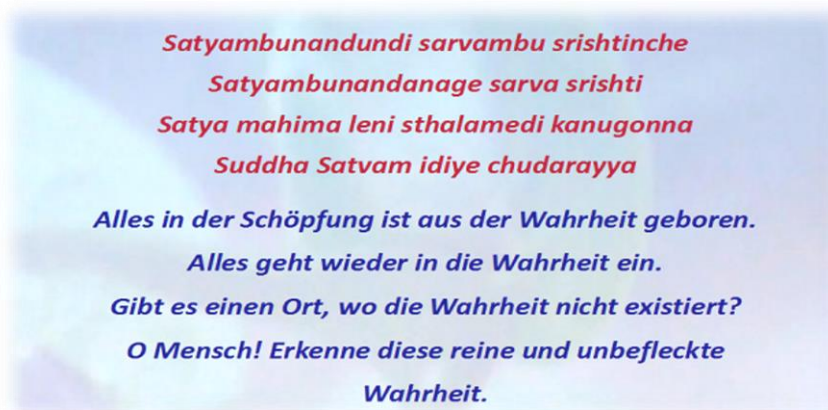 Satyambunandundi sarvambu srishtinche
Satyambunandanage sarva srishti
Satya mahima leni sthalamedi kanugonna
Suddha Satvam idiye chudarayya
Alles in der Schöpfung ist aus der Wahrheit geboren.
Alles geht wieder in die Wahrheit ein.
Gibt es einen Ort, wo die Wahrheit nicht existiert?
O Mensch! Erkenne diese reine und unbefleckte
Wahrheit.